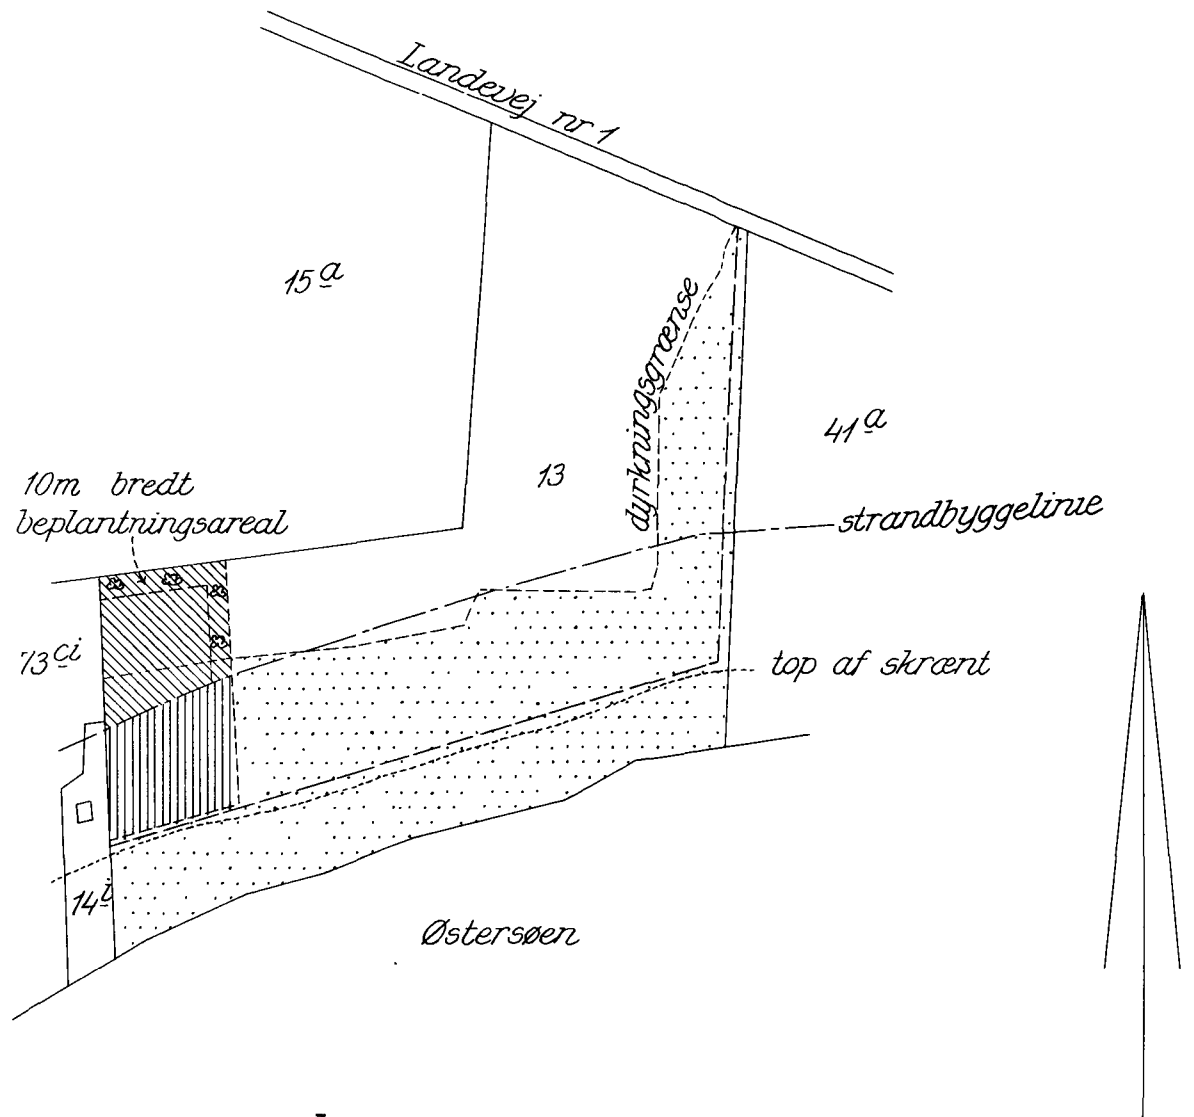 Landevej nr 1
15a
dyrkningsgrænse
41a
13
10m bredt
beplantningsareal
strandbyggelinie
73ci
top af skrænt
14i
Østersøen